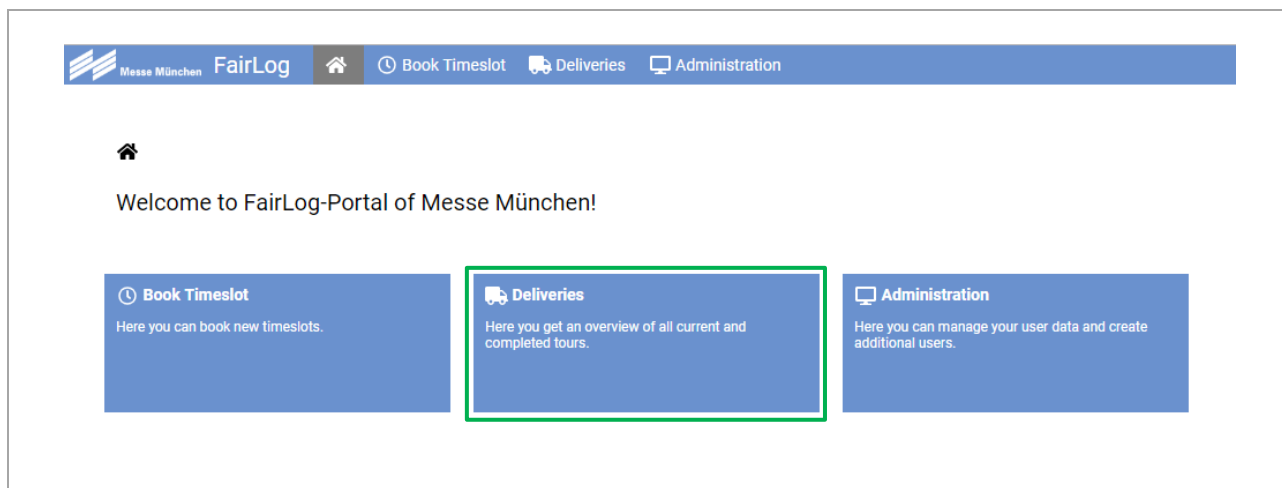 Messe München FairLog Book Timeslot Deliveries Administration
Welcome to FairLog-Portal of Messe München!
Book Timeslot
Here you can book new timeslots.
Deliveries
Here you get an overview of all current and
completed tours.
Administration
Here you can manage your user data and create
additional users.